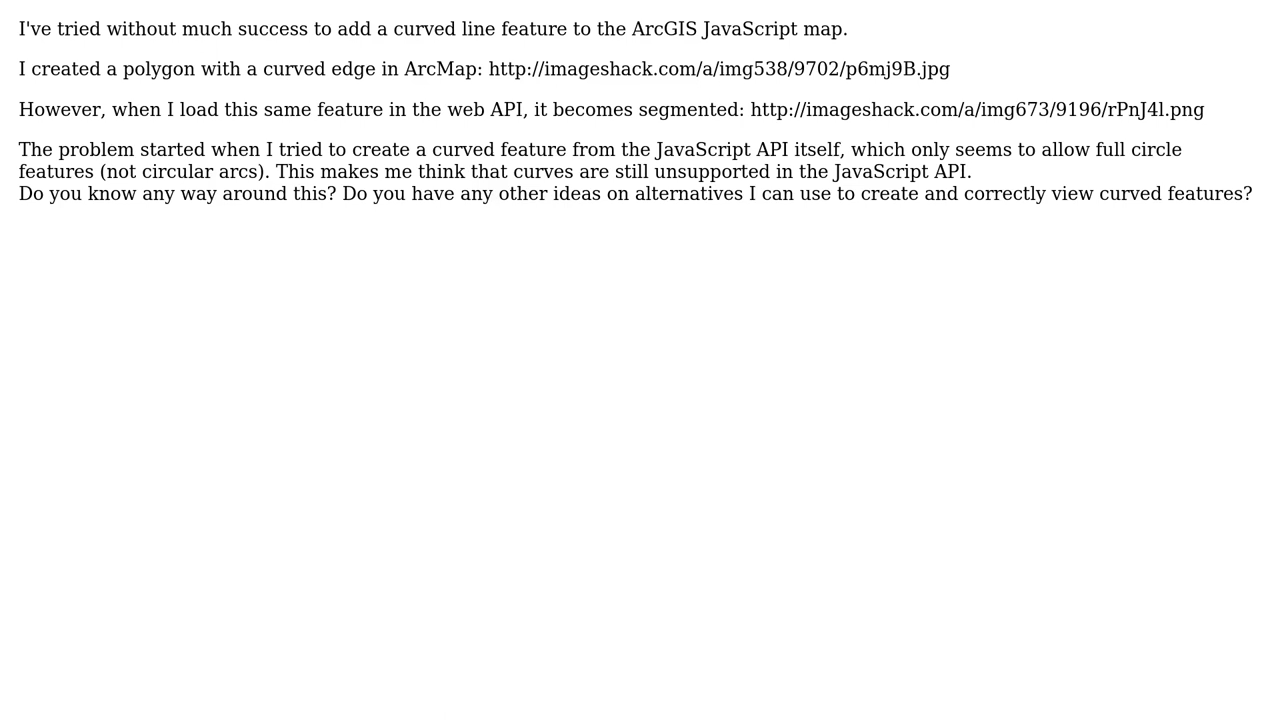 I've tried without much success to add a curved line feature to the ArcGIS JavaScript map.
I created a polygon with a curved edge in ArcMap: http://imageshack.com/a/img538/9702/p6mj9B.jpg
However, when I load this same feature in the web API, it becomes segmented: http://imageshack.com/a/img673/9196/rPnJ4l.png
The problem started when I tried to create a curved feature from the JavaScript API itself, which only seems to allow full circle
features (not circular arcs). This makes me think that curves are still unsupported in the JavaScript API.
Do you know any way around this? Do you have any other ideas on alternatives I can use to create and correctly view curved features?